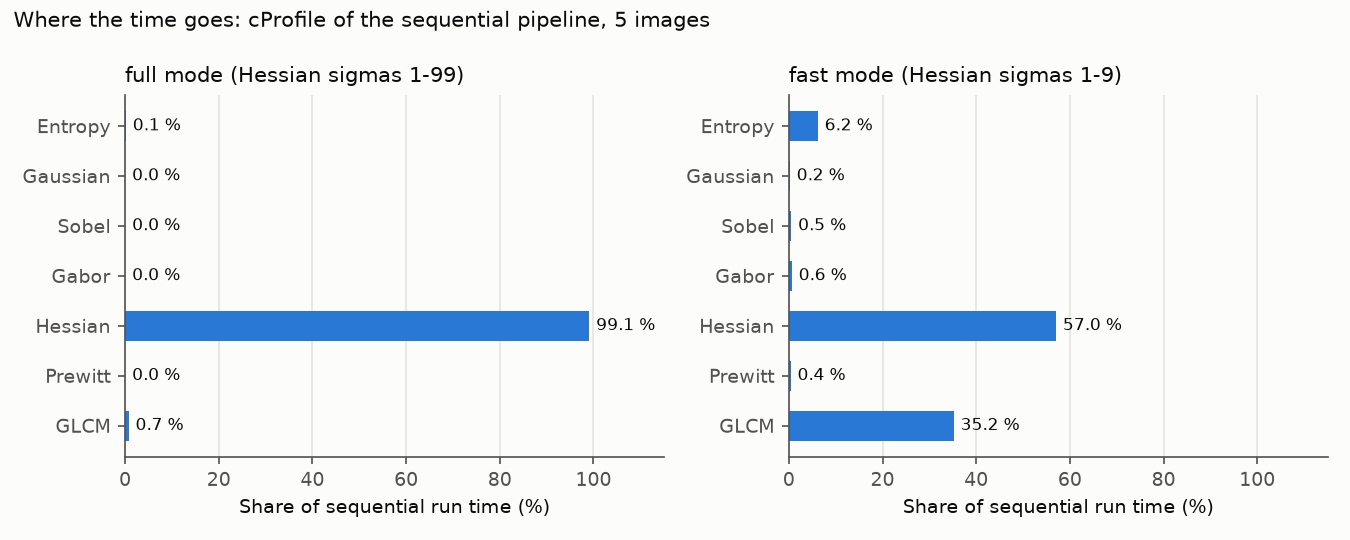 Where the time goes: cProfile of the sequential pipeline, 5 images
full mode (Hessian sigmas 1-99)
Entropy 0.1 %
Gaussian 0.0 %
Sobel 0.0 %
Gabor 0.0 %
Hessian 99.1 %
Prewitt 0.0 %
GLCM 0.7 %
0 20 40 60 80 100
Share of sequential run time (%)
fast mode (Hessian sigmas 1-9)
Entropy 6.2 %
Gaussian 0.2 %
Sobel 0.5 %
Gabor 0.6 %
Hessian 57.0 %
Prewitt 0.4 %
GLCM 35.2 %
0 20 40 60 80 100
Share of sequential run time (%)